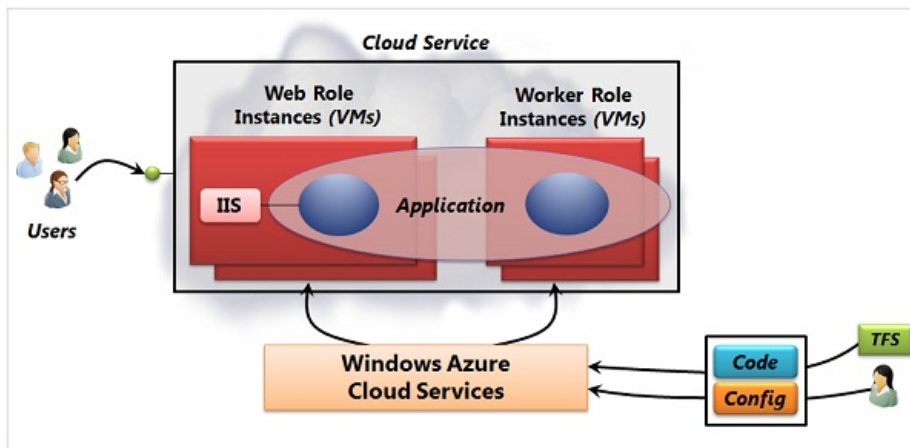 Cloud Service
Web Role
Instances (VMs)
Worker Role
Instances (VMs)
IIS
Application
Users
Windows Azure
Cloud Services
Code
Config
TFS